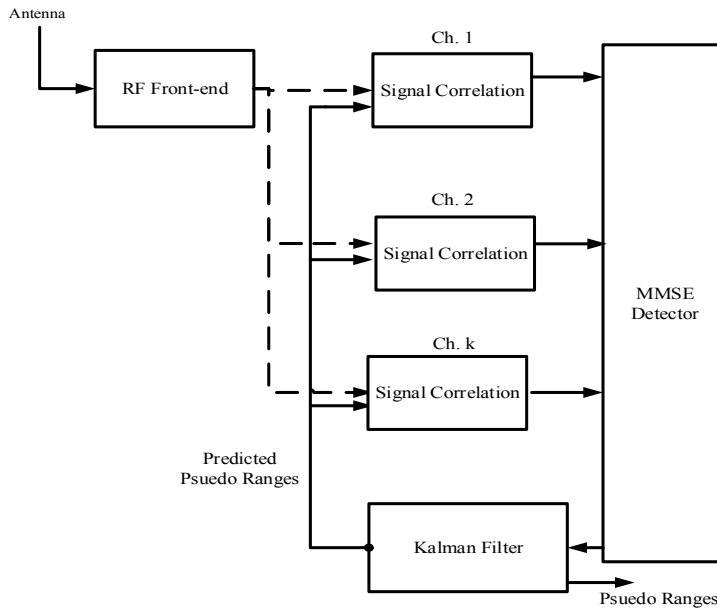 Antenna
RF Front-end
Ch. 1
Signal Correlation
Ch. 2
Signal Correlation
MMSE
Detector
Ch. k
Signal Correlation
Predicted
Psuedo Ranges
Kalman Filter
Psuedo Ranges